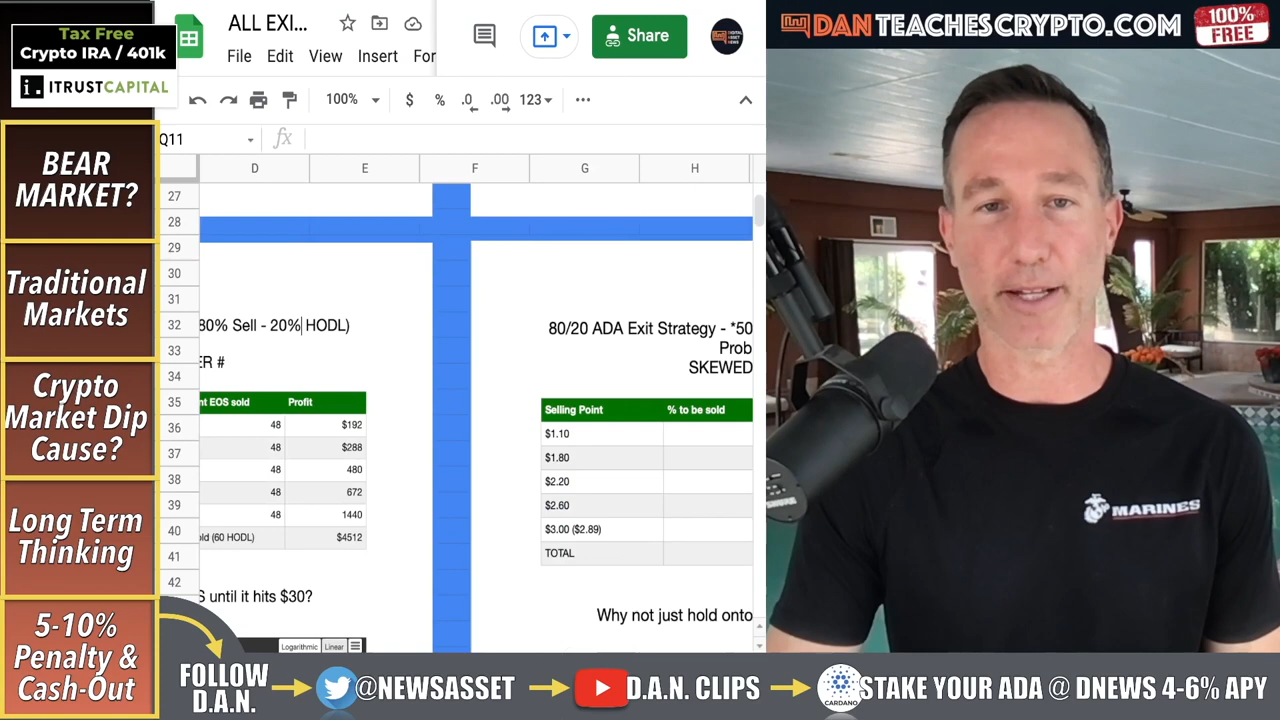 Tax Free
Crypto IRA / 401k
i. ITRUSTCAPITAL
BEAR
MARKET?
Traditional
Markets
Crypto
Market Dip
Cause?
Long Term
Thinking
5-10%
Penalty &
Cash-Out
ALL EXI...
File Edit View Insert For
Share
100% $ % .0 .00 123
Q11 fx
D E F G H
27
28
29
30
31
32
33
34
35
36
37
38
39
40
41
42
80% Sell - 20% HODL)
ER #
nt EOS sold Profit
48 $192
48 $288
48 480
48 672
48 1440
old (60 HODL) $4512
S until it hits $30?
Logarithmic Linear
80/20 ADA Exit Strategy - *50
Prob
SKEWED
Selling Point % to be sold
$1.10
$1.80
$2.20
$2.60
$3.00 ($2.89)
TOTAL
Why not just hold onto
DANTEACHESCRYPTO.COM
100%
FREE
MARINES
FOLLOW
D.A.N.
@NEWSASSET
D.A.N. CLIPS
CARDANO
STAKE YOUR ADA @ DNEWS 4-6% APY